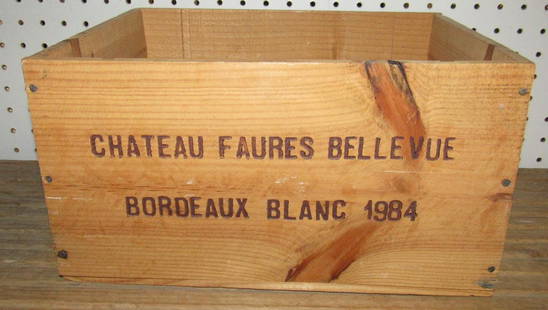 CHATEAU FAURES BELLEVUE
BORDEAUX BLANC 1984